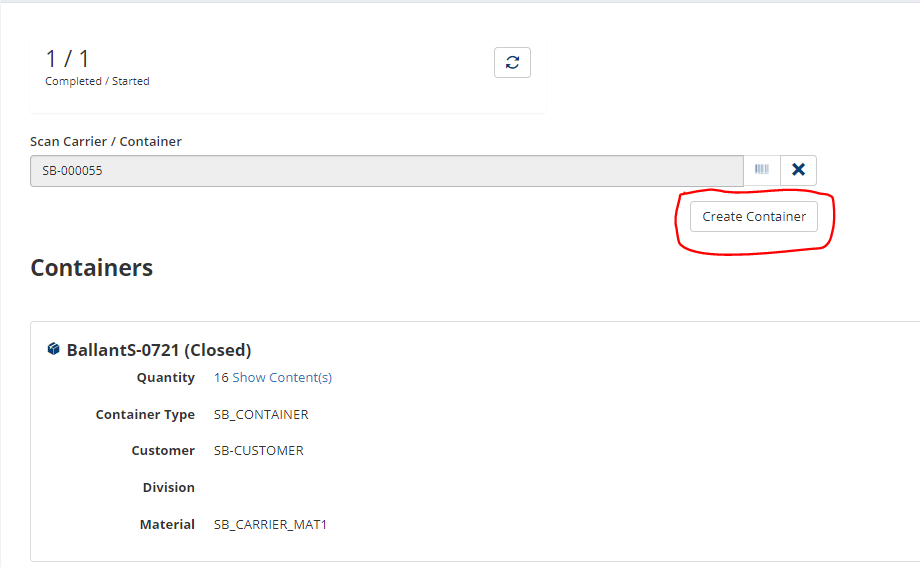 1 / 1
Completed / Started
Scan Carrier / Container
SB-000055
Create Container
Containers
BallantS-0721 (Closed)
Quantity 16 Show Content(s)
Container Type SB_CONTAINER
Customer SB-CUSTOMER
Division
Material SB_CARRIER_MAT1